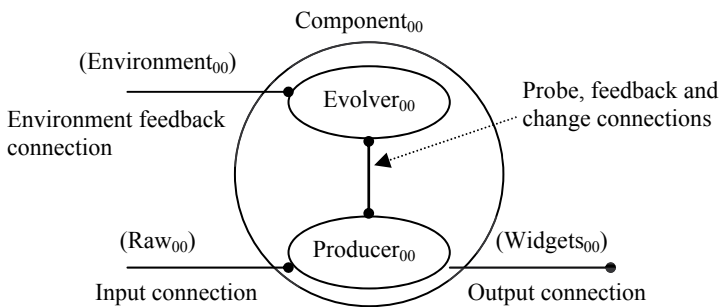 Component₀₀
(Environment₀₀)
Evolver₀₀
Probe, feedback and
change connections
Environment feedback
connection
(Raw₀₀)
Producer₀₀
(Widgets₀₀)
Input connection
Output connection